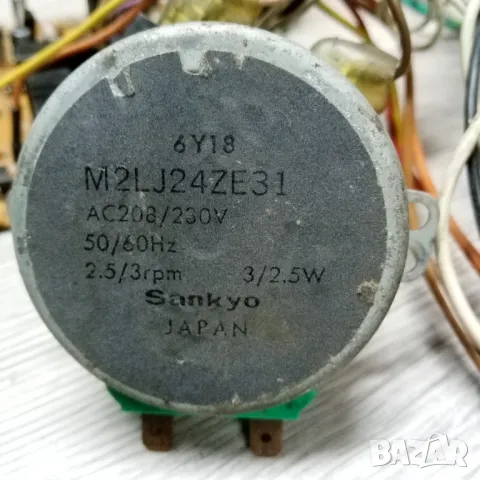 6Y18
M2LJ24ZE31
AC208/230V
50/60Hz
2.5/3rpm 3/2.5W
Sankyo
JAPAN
BAZAR